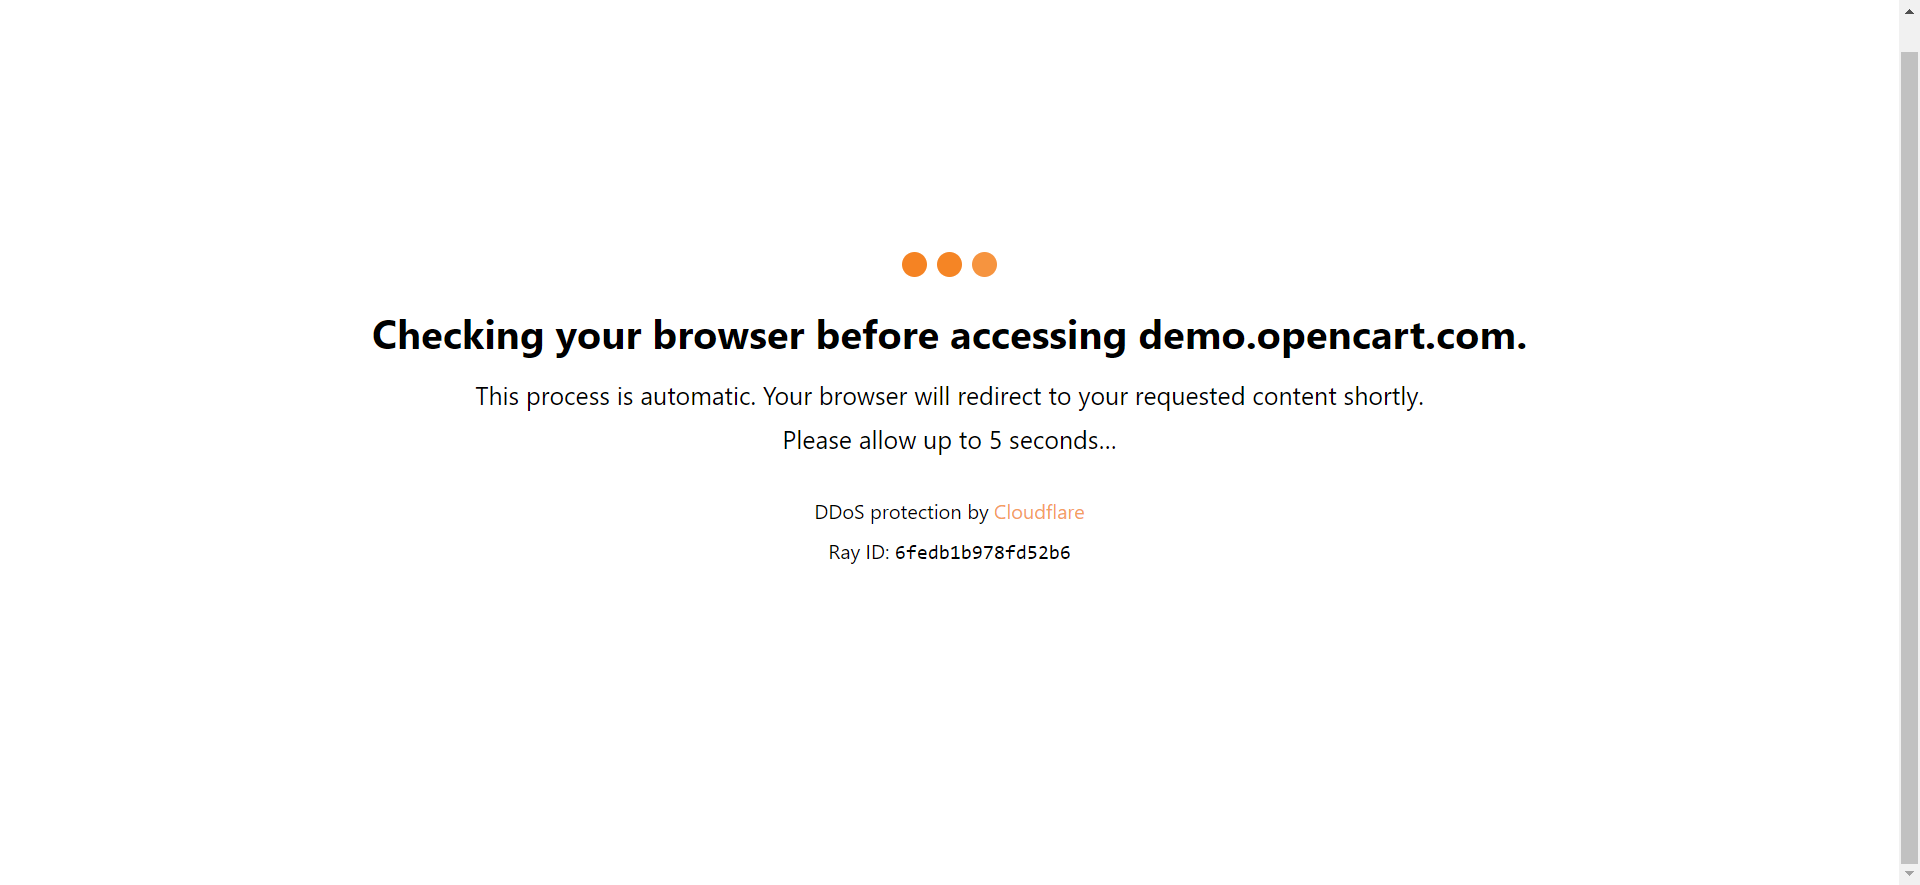 Checking your browser before accessing demo.opencart.com.
This process is automatic. Your browser will redirect to your requested content shortly.
Please allow up to 5 seconds...
DDoS protection by Cloudflare
Ray ID: 6fedb1b978fd52b6